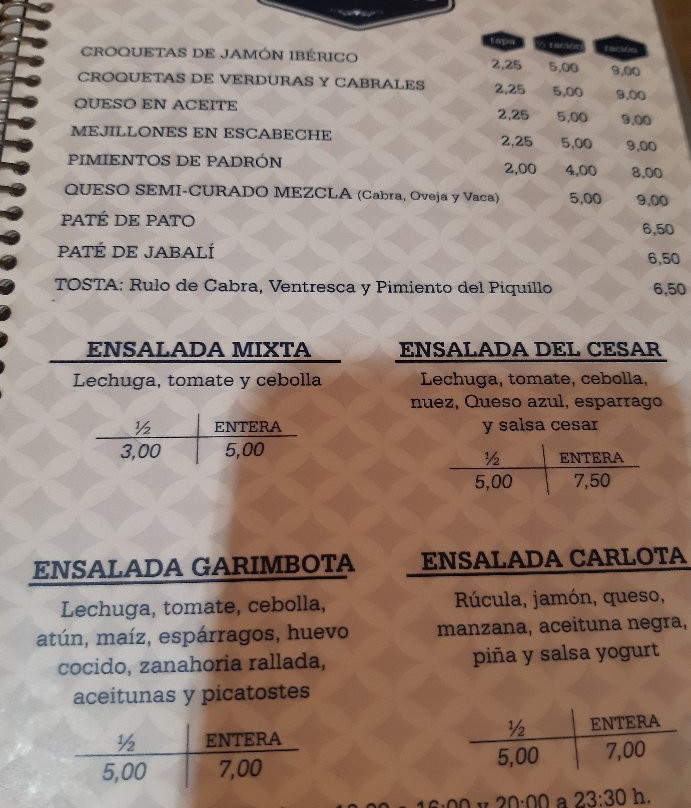 tapa ½ ración ración
CROQUETAS DE JAMÓN IBÉRICO 2,25 5,00 9,00
CROQUETAS DE VERDURAS Y CABRALES 2,25 5,00 9,00
QUESO EN ACEITE 2,25 5,00 9,00
MEJILLONES EN ESCABECHE 2,25 5,00 9,00
PIMIENTOS DE PADRÓN 2,00 4,00 8,00
QUESO SEMI-CURADO MEZCLA (Cabra, Oveja y Vaca) 5,00 9,00
PATÉ DE PATO 6,50
PATÉ DE JABALÍ 6,50
TOSTA: Rulo de Cabra, Ventresca y Pimiento del Piquillo 6,50
ENSALADA MIXTA
Lechuga, tomate y cebolla
½ ENTERA
3,00 5,00
ENSALADA DEL CESAR
Lechuga, tomate, cebolla,
nuez, Queso azul, esparrago
y salsa cesar
½ ENTERA
5,00 7,50
ENSALADA GARIMBOTA
Lechuga, tomate, cebolla,
atún, maíz, espárragos, huevo
cocido, zanahoria rallada,
aceitunas y picatostes
½ ENTERA
5,00 7,00
ENSALADA CARLOTA
Rúcula, jamón, queso,
manzana, aceituna negra,
piña y salsa yogurt
½ ENTERA
5,00 7,00
a 16:00 y 20:00 a 23:30 h.